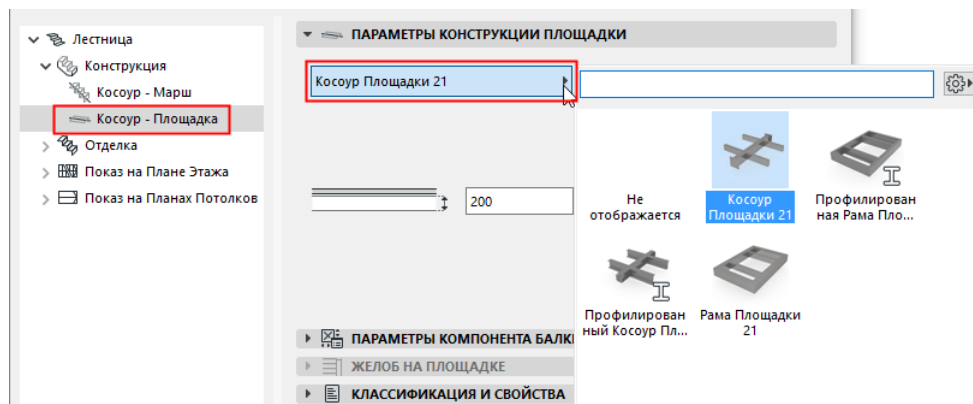 Лестница
Конструкция
Косоур - Марш
Косоур - Площадка
Отделка
Показ на Плане Этажа
Показ на Планах Потолков
ПАРАМЕТРЫ КОНСТРУКЦИИ ПЛОЩАДКИ
Косоур Площадки 21
200
Не
отображается
Косоур
Площадки 21
Профилирован
ная Рама Пло...
Профилирован
ный Косоур Пл...
Рама Площадки
21
ПАРАМЕТРЫ КОМПОНЕНТА БАЛК
ЖЕЛОБ НА ПЛОЩАДКЕ
КЛАССИФИКАЦИЯ И СВОЙСТВА